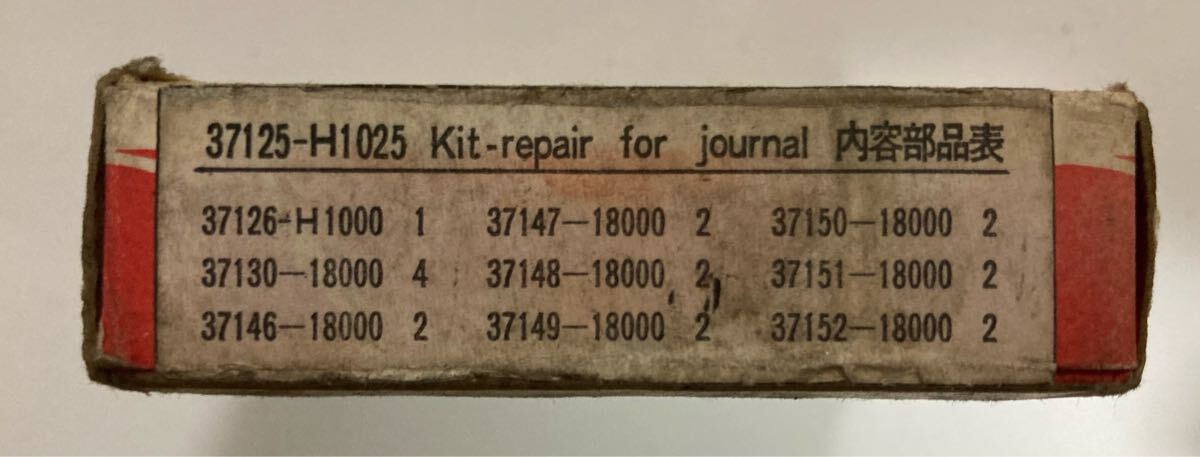 37125-H1025 Kit-repair for journal 内容部品表
37126-H1000 1 37147-18000 2 37150-18000 2
37130-18000 4 37148-18000 2 37151-18000 2
37146-18000 2 37149-18000 2 37152-18000 2